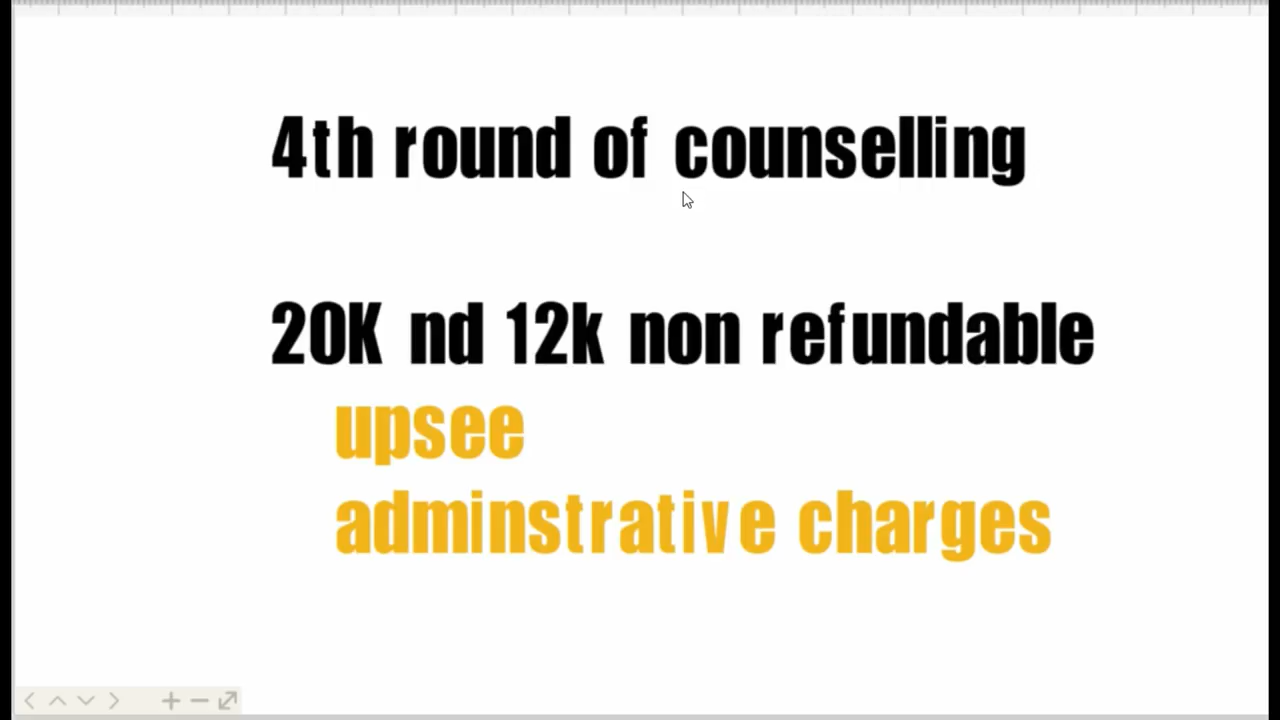 4th round of counselling
20K nd 12k non refundable
upsee
adminstrative charges